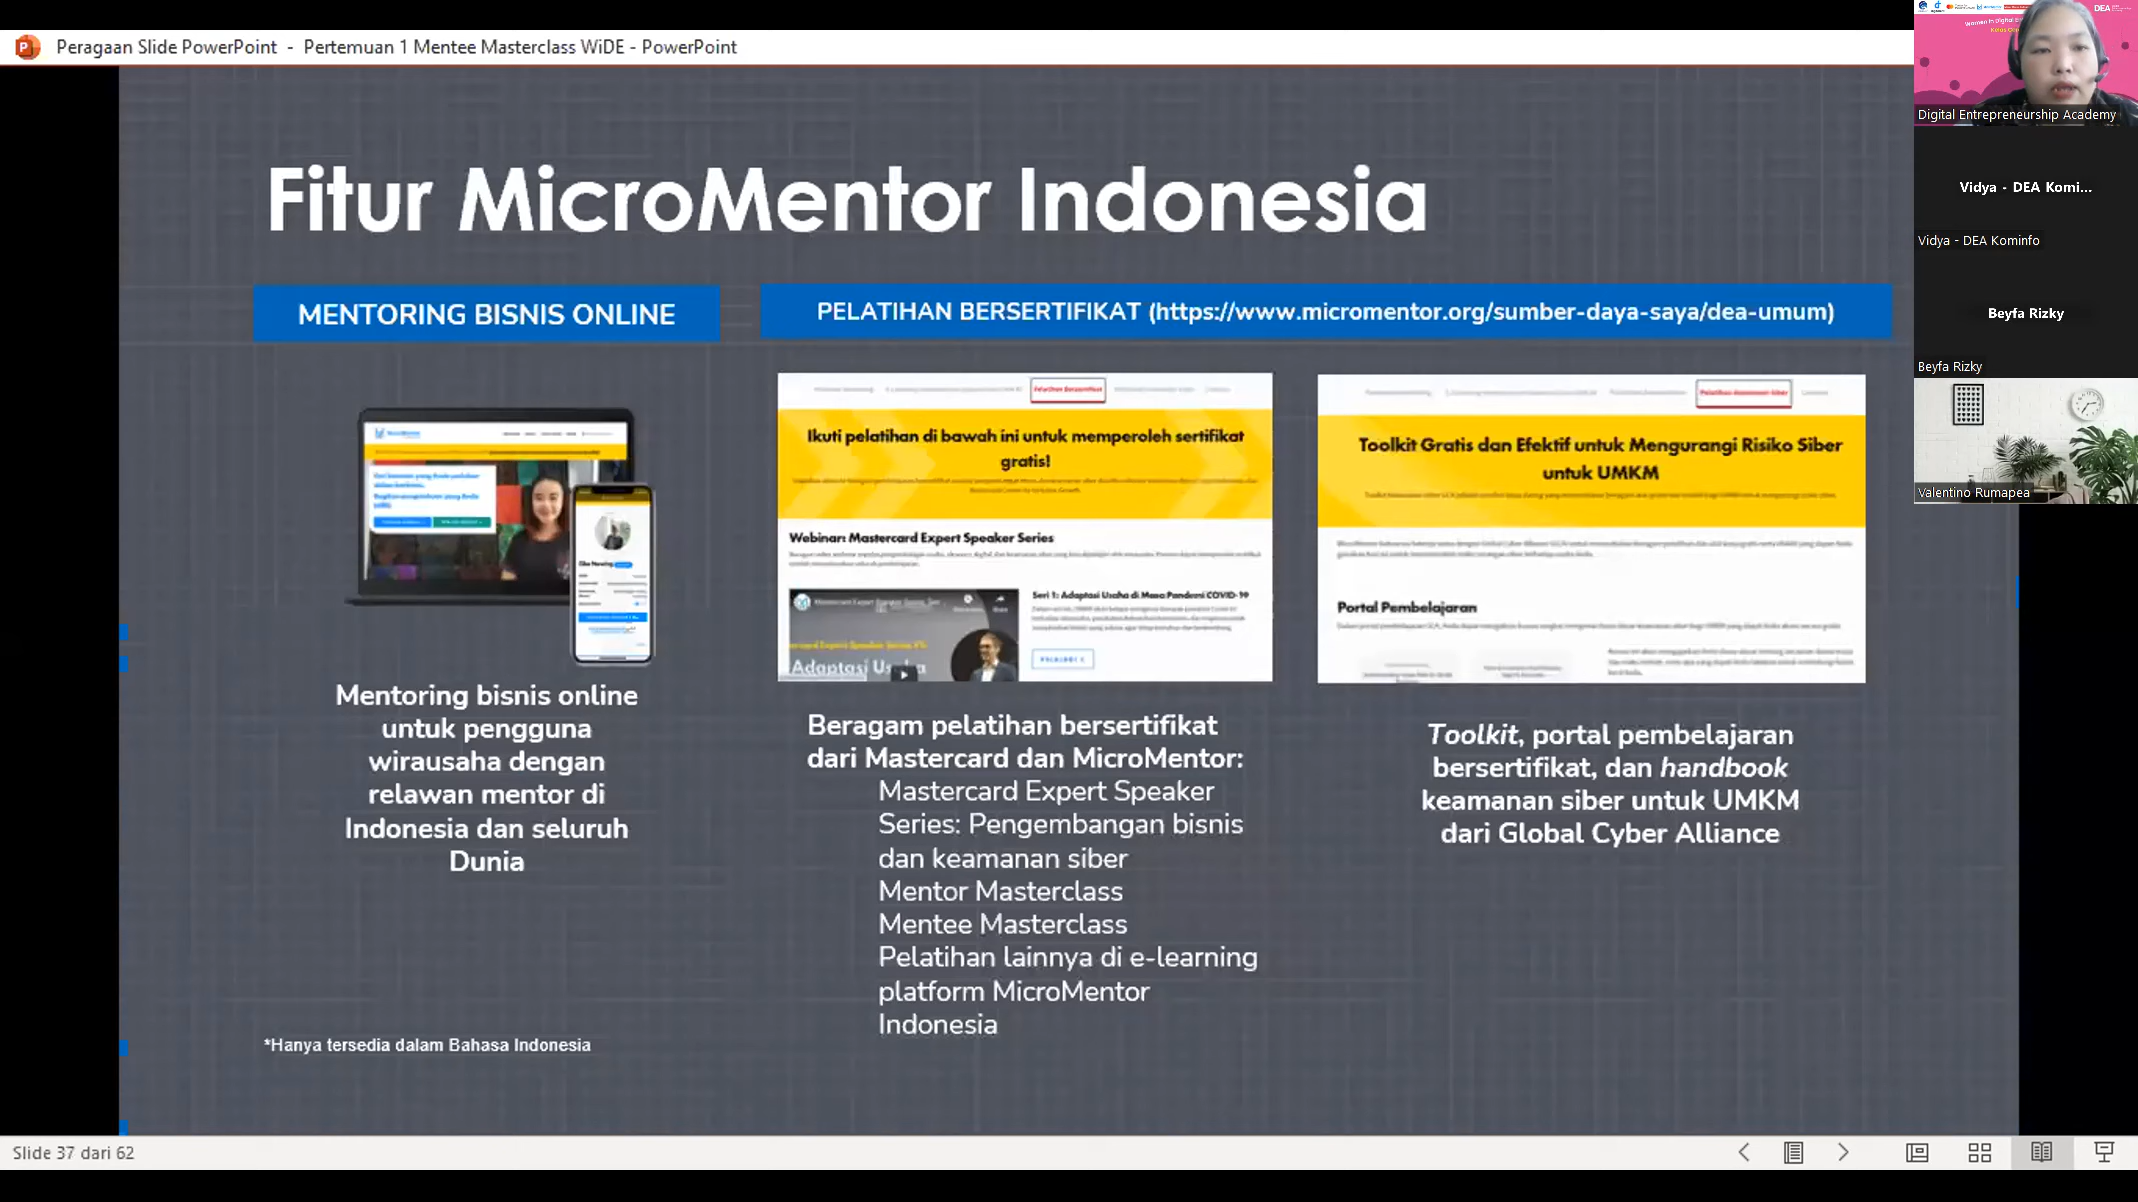 Peragaan Slide PowerPoint - Pertemuan 1 Mentee Masterclass WiDE - PowerPoint
Fitur MicroMentor Indonesia
MENTORING BISNIS ONLINE
PELATIHAN BERSERTIFIKAT (https://www.micromentor.org/sumber-daya-saya/dea-umum)
Mentoring bisnis online
untuk pengguna
wirausaha dengan
relawan mentor di
Indonesia dan seluruh
Dunia
*Hanya tersedia dalam Bahasa Indonesia
Pelatihan Bersertifikat
Ikuti pelatihan di bawah ini untuk memperoleh sertifikat
gratis!
Webinar: Mastercard Expert Speaker Series
Seri 1: Adaptasi Usaha di Masa Pandemi COVID-19
Adaptasi Usaha
Beragam pelatihan bersertifikat
dari Mastercard dan MicroMentor:
Mastercard Expert Speaker
Series: Pengembangan bisnis
dan keamanan siber
Mentor Masterclass
Mentee Masterclass
Pelatihan lainnya di e-learning
platform MicroMentor
Indonesia
Toolkit Gratis dan Efektif untuk Mengurangi Risiko Siber
untuk UMKM
Portal Pembelajaran
Toolkit, portal pembelajaran
bersertifikat, dan handbook
keamanan siber untuk UMKM
dari Global Cyber Alliance
DEA
Digital Entrepreneurship Academy
Vidya - DEA Komi...
Vidya - DEA Kominfo
Beyfa Rizky
Beyfa Rizky
Valentino Rumapea
Slide 37 dari 62